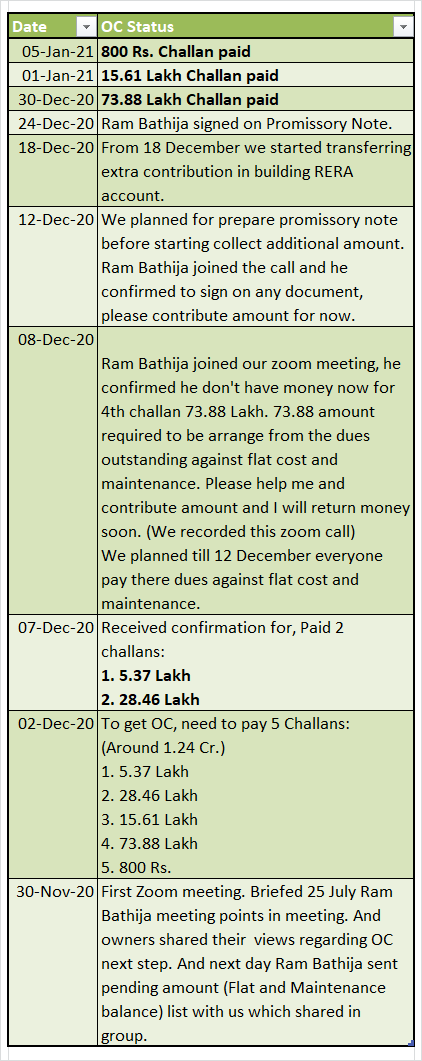 Date OC Status
05-Jan-21 800 Rs. Challan paid
01-Jan-21 15.61 Lakh Challan paid
30-Dec-20 73.88 Lakh Challan paid
24-Dec-20 Ram Bathija signed on Promissory Note.
18-Dec-20 From 18 December we started transferring
extra contribution in building RERA
account.
12-Dec-20 We planned for prepare promissory note
before starting collect additional amount.
Ram Bathija joined the call and he
confirmed to sign on any document,
please contribute amount for now.
08-Dec-20
Ram Bathija joined our zoom meeting, he
confirmed he don't have money now for
4th challan 73.88 Lakh. 73.88 amount
required to be arrange from the dues
outstanding against flat cost and
maintenance. Please help me and
contribute amount and I will return money
soon. (We recorded this zoom call)
We planned till 12 December everyone
pay there dues against flat cost and
maintenance.
07-Dec-20 Received confirmation for, Paid 2
challans:
1. 5.37 Lakh
2. 28.46 Lakh
02-Dec-20 To get OC, need to pay 5 Challans:
(Around 1.24 Cr.)
1. 5.37 Lakh
2. 28.46 Lakh
3. 15.61 Lakh
4. 73.88 Lakh
5. 800 Rs.
30-Nov-20 First Zoom meeting. Briefed 25 July Ram
Bathija meeting points in meeting. And
owners shared their views regarding OC
next step. And next day Ram Bathija sent
pending amount (Flat and Maintenance
balance) list with us which shared in
group.